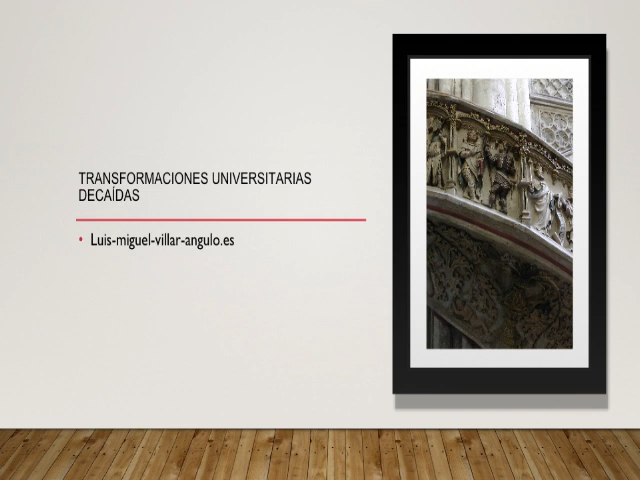 TRANSFORMACIONES UNIVERSITARIAS
DECAÍDAS
• Luis-miguel-villar-angulo.es